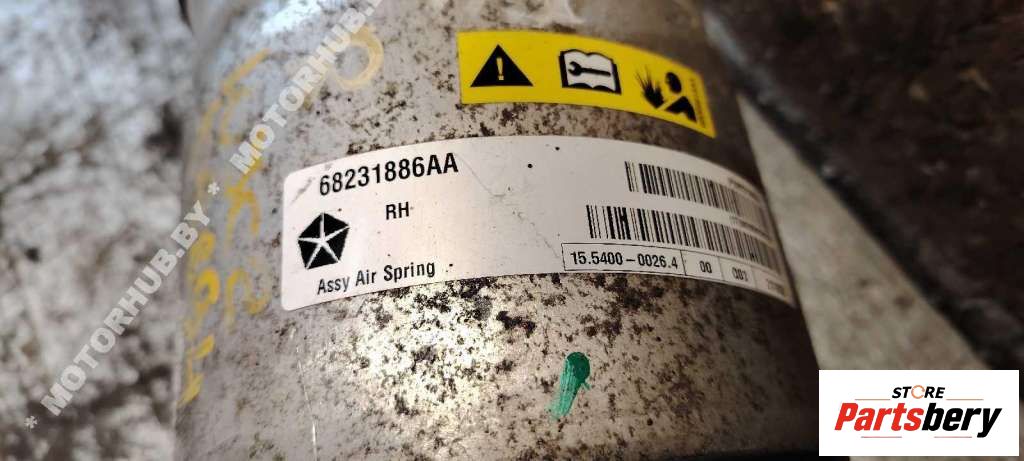 68231886AA
RH
Assy Air Spring
15.5400-0026.4 00
* MOTORHUB.BY * MOTORHUB.BY
STORE
Partsbery